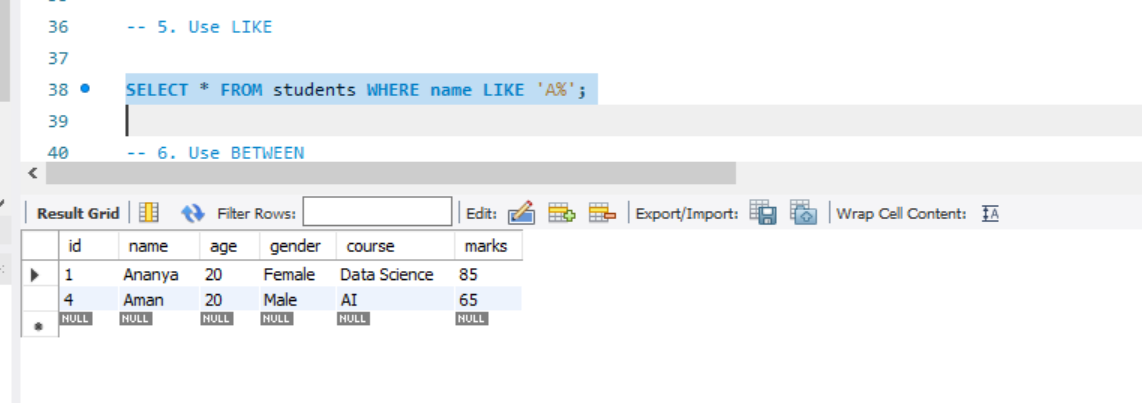 36 -- 5. Use LIKE
37
38 SELECT * FROM students WHERE name LIKE 'A%';
39
40 -- 6. Use BETWEEN
Result Grid Filter Rows: Edit: Export/Import: Wrap Cell Content: IA
id name age gender course marks
1 Ananya 20 Female Data Science 85
4 Aman 20 Male AI 65
NULL NULL NULL NULL NULL NULL